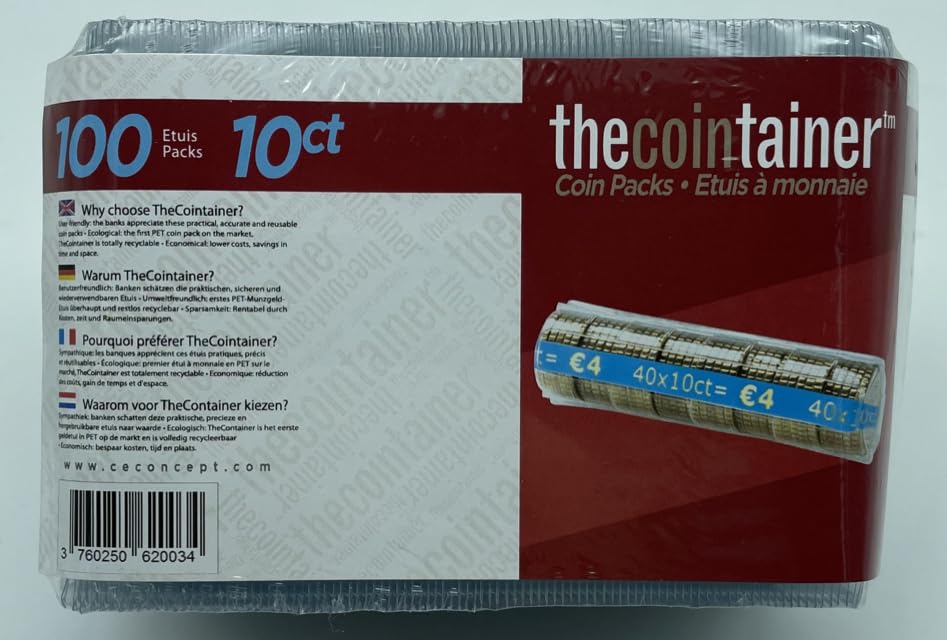 100 Etuis Packs 10ct
thecointainer™
Coin Packs • Etuis à monnaie
Why choose TheCointainer?
User-friendly: the banks appreciate these practical, accurate and reusable
coin packs • Ecological: the first PET coin pack on the market,
TheCointainer is totally recyclable • Economical: lower costs, savings in
time and space.
Warum TheCointainer?
Benutzerfreundlich: Banken schätzen die praktischen, sicheren und
wiederverwendbaren Etuis • Umweltfreundlich: erstes PET-Munzgeld-
Etuis überhaupt und restlos recyclebar • Sparsamkeit: Rentabel durch
Kosten, zeit und Raumeinsparungen.
Pourquoi préférer TheCointainer?
Sympathique: les banques apprécient ces étuis pratiques, précis
et réutilisables • Écologique: premier étui à monnaie en PET sur le
marché, TheCointainer est totalement recyclable • Economique: réduction
des coûts, gain de temps et d'espace.
Waarom voor TheContainer kiezen?
Sympathiek: banken schatten deze praktische, precieze en
hergebruikbare etuis naar waarde • Ecologisch: TheContainer is het eerste
geldetui in PET op de markt en is volledig recycleerbaar
• Economisch: bespaar kosten, tijd en plaats.
www.ceconcept.com
3 760250 620034
t= €4 40x10ct= €4 40x10ct